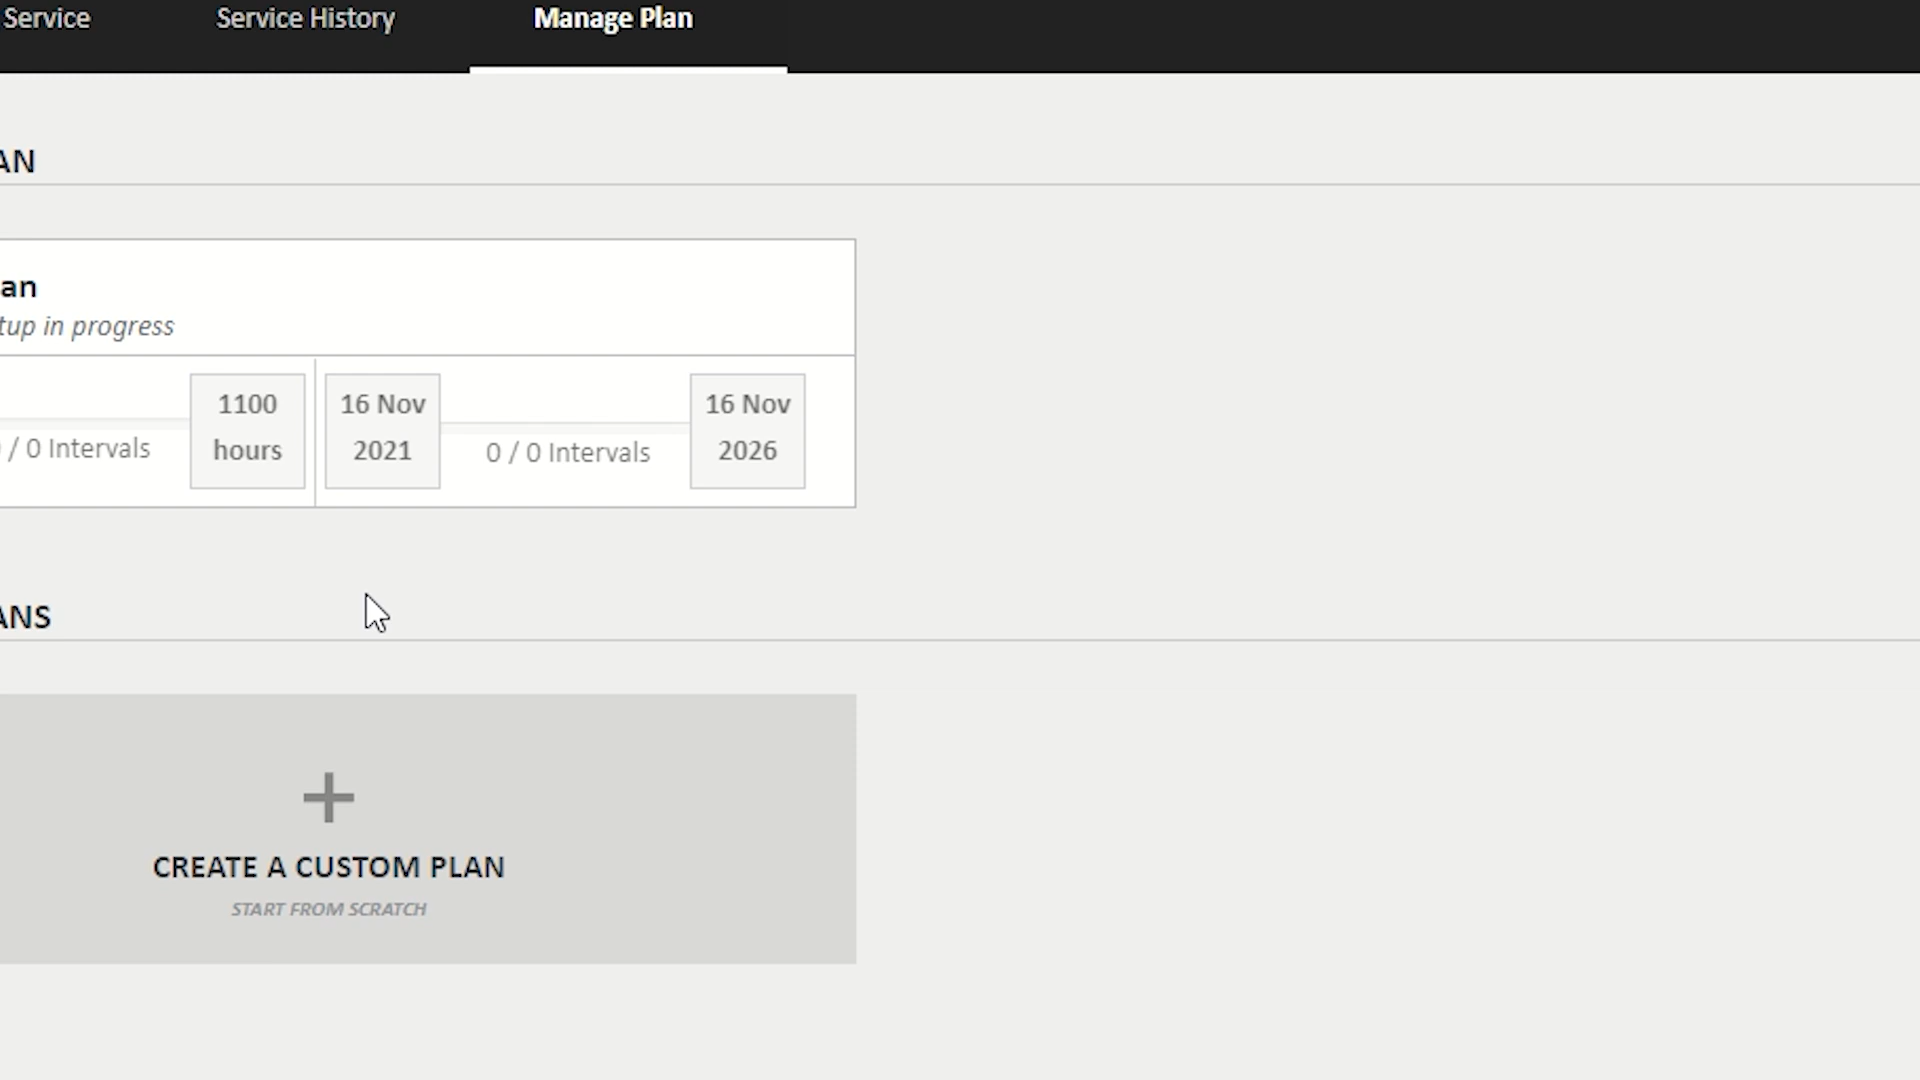 Service Service History Manage Plan
AN
an
tup in progress
/ 0 Intervals
1100
hours
16 Nov
2021
0 / 0 Intervals
16 Nov
2026
ANS
CREATE A CUSTOM PLAN
START FROM SCRATCH